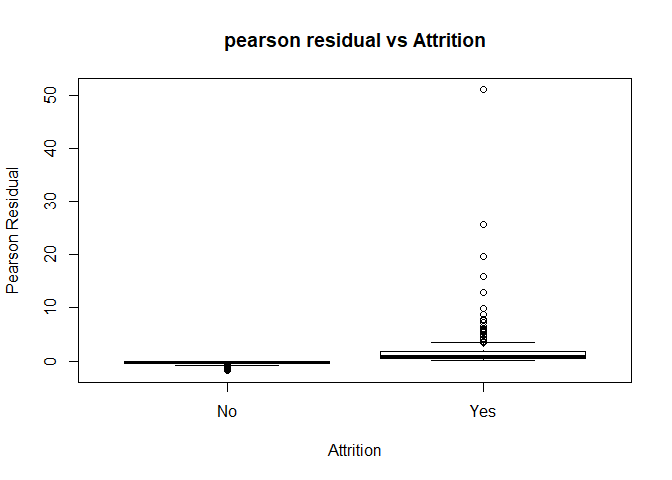 pearson residual vs Attrition
50
40
30
20
10
0
Pearson Residual
No
Yes
Attrition